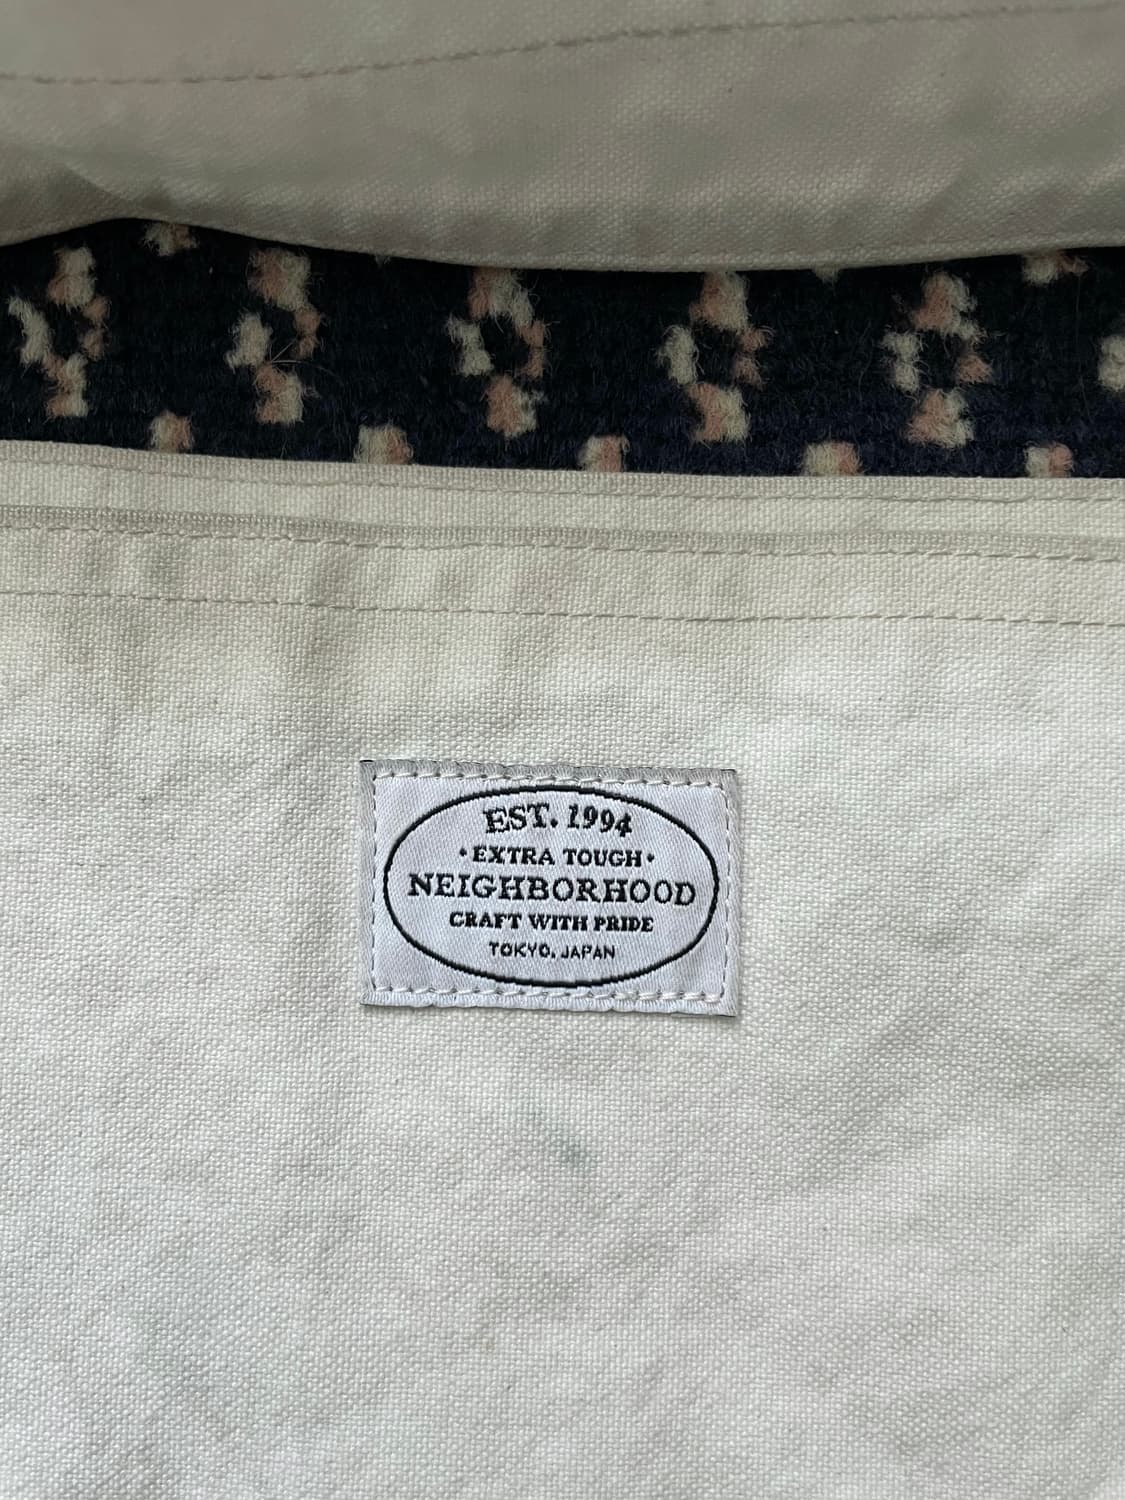 EST. 1994
·EXTRA TOUGH·
NEIGHBORHOOD
CRAFT WITH PRIDE
TOKYO. JAPAN